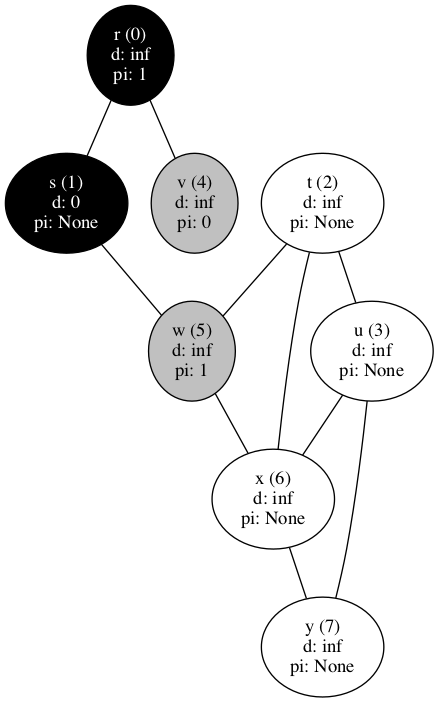 r (0)
d: inf
pi: 1
s (1)
d: 0
pi: None
v (4)
d: inf
pi: 0
t (2)
d: inf
pi: None
w (5)
d: inf
pi: 1
u (3)
d: inf
pi: None
x (6)
d: inf
pi: None
y (7)
d: inf
pi: None